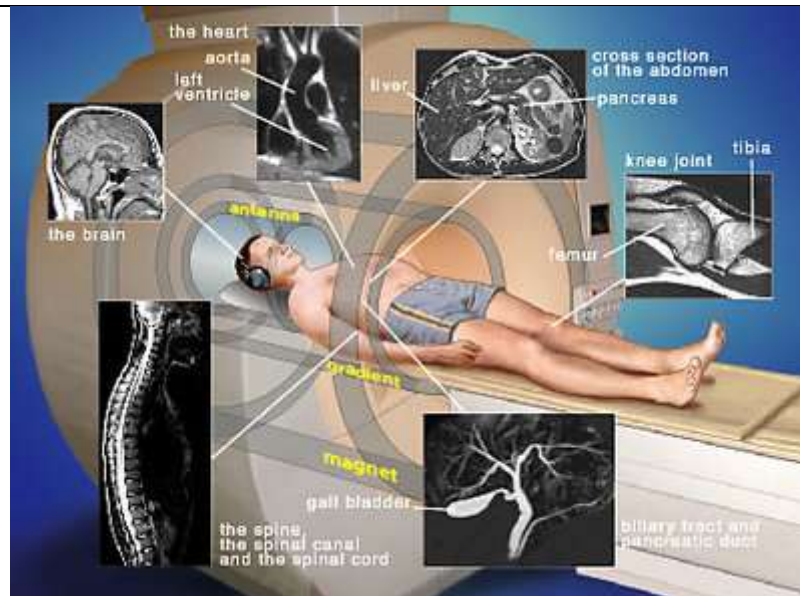 the heart
aorta
left
ventricle
liver
cross section
of the abdomen
pancreas
tibia
knee joint
femur
the brain
antenna
gradient
magnet
gall bladder
biliary tract and
pancreatic duct
the spine,
the spinal canal
and the spinal cord